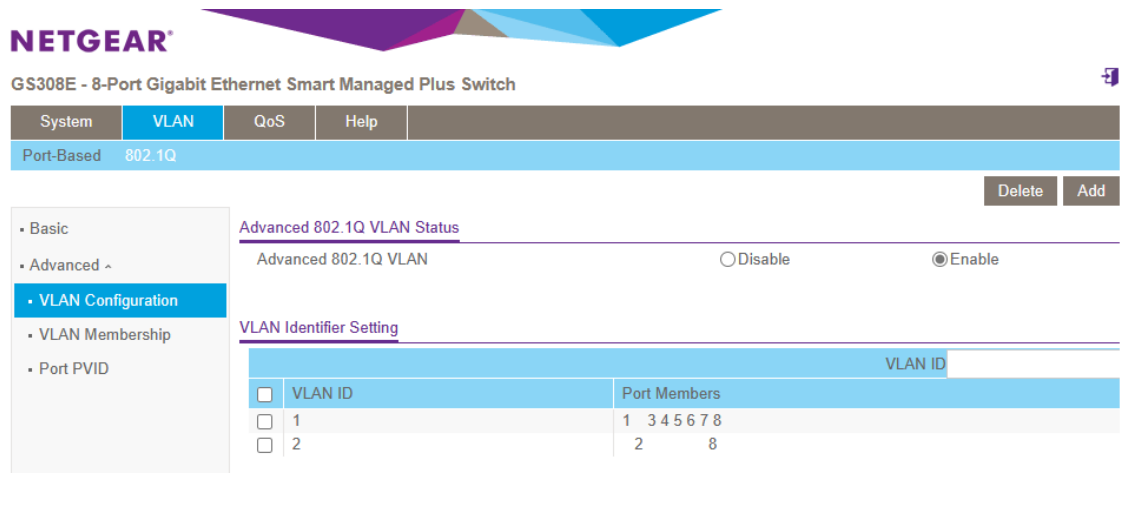 NETGEAR®
GS308E - 8-Port Gigabit Ethernet Smart Managed Plus Switch
System VLAN QoS Help
Port-Based 802.1Q
Delete Add
Basic
Advanced
VLAN Configuration
VLAN Membership
Port PVID
Advanced 802.1Q VLAN Status
Advanced 802.1Q VLAN Disable Enable
VLAN Identifier Setting
VLAN ID
VLAN ID Port Members
1 1 3 4 5 6 7 8
2 2 8